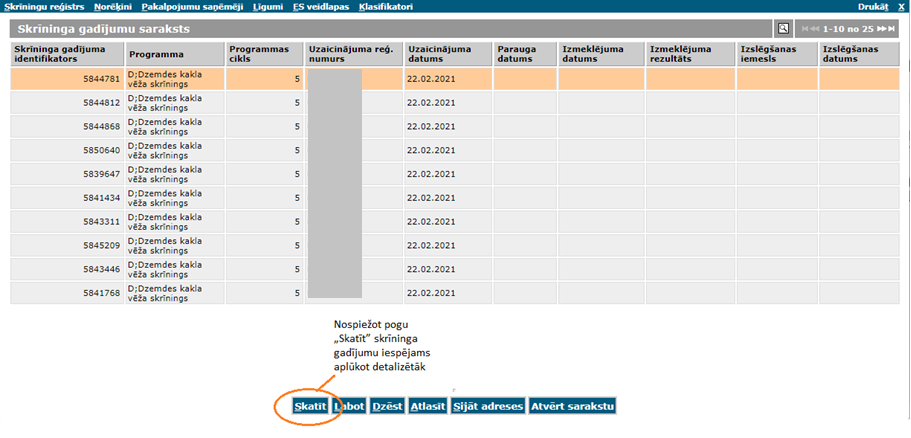 Skrīningu reģistrs Norēķini Pakalpojumu saņēmēji Līgumi ES veidlapas Klasifikatori Drukāt X
Skrīninga gadījumu saraksts 1-10 no 25
Skrīninga gadījuma identifikators Programma Programmas cikls Uzaicinājuma reģ. numurs Uzaicinājuma datums Parauga datums Izmeklējuma datums Izmeklējuma rezultāts Izslēgšanas iemesls Izslēgšanas datums
5844781 D;Dzemdes kakla vēža skrīnings 5 22.02.2021
5844812 D;Dzemdes kakla vēža skrīnings 5 22.02.2021
5844868 D;Dzemdes kakla vēža skrīnings 5 22.02.2021
5850640 D;Dzemdes kakla vēža skrīnings 5 22.02.2021
5839647 D;Dzemdes kakla vēža skrīnings 5 22.02.2021
5841434 D;Dzemdes kakla vēža skrīnings 5 22.02.2021
5843311 D;Dzemdes kakla vēža skrīnings 5 22.02.2021
5845209 D;Dzemdes kakla vēža skrīnings 5 22.02.2021
5843446 D;Dzemdes kakla vēža skrīnings 5 22.02.2021
5841768 D;Dzemdes kakla vēža skrīnings 5 22.02.2021
Nospiežot pogu
„Skatīt” skrīninga
gadījumu iespējams
aplūkot detalizētāk
Skatīt Labot Dzēst Atlasīt Sijāt adreses Atvērt sarakstu